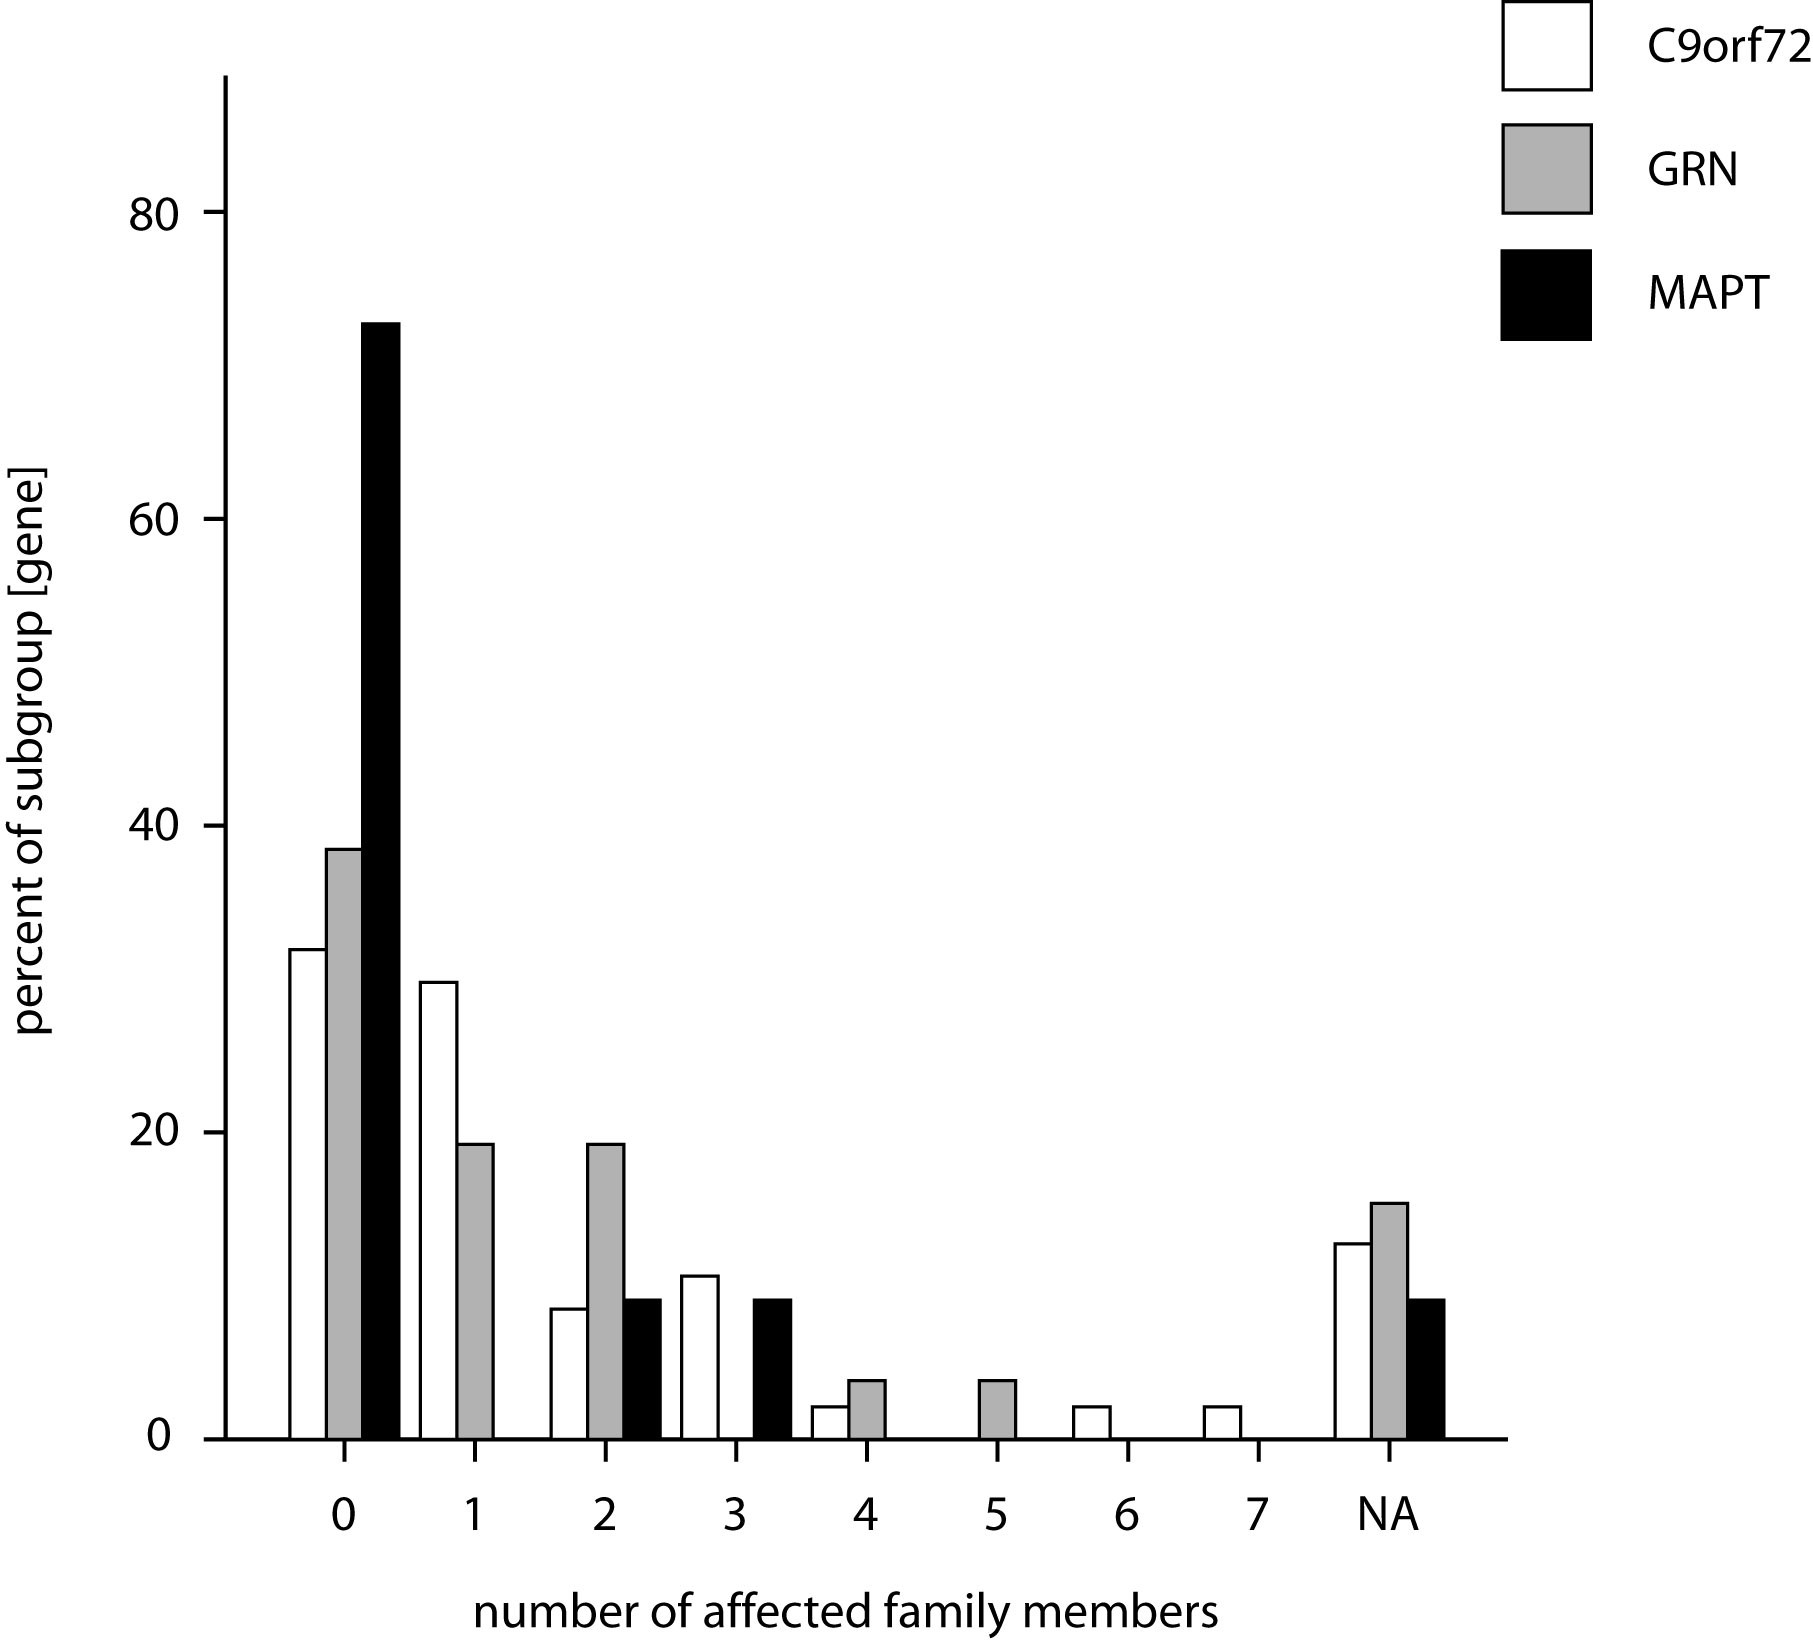 C9orf72
GRN
MAPT
percent of subgroup [gene]
80
60
40
20
0
0 1 2 3 4 5 6 7 NA
number of affected family members